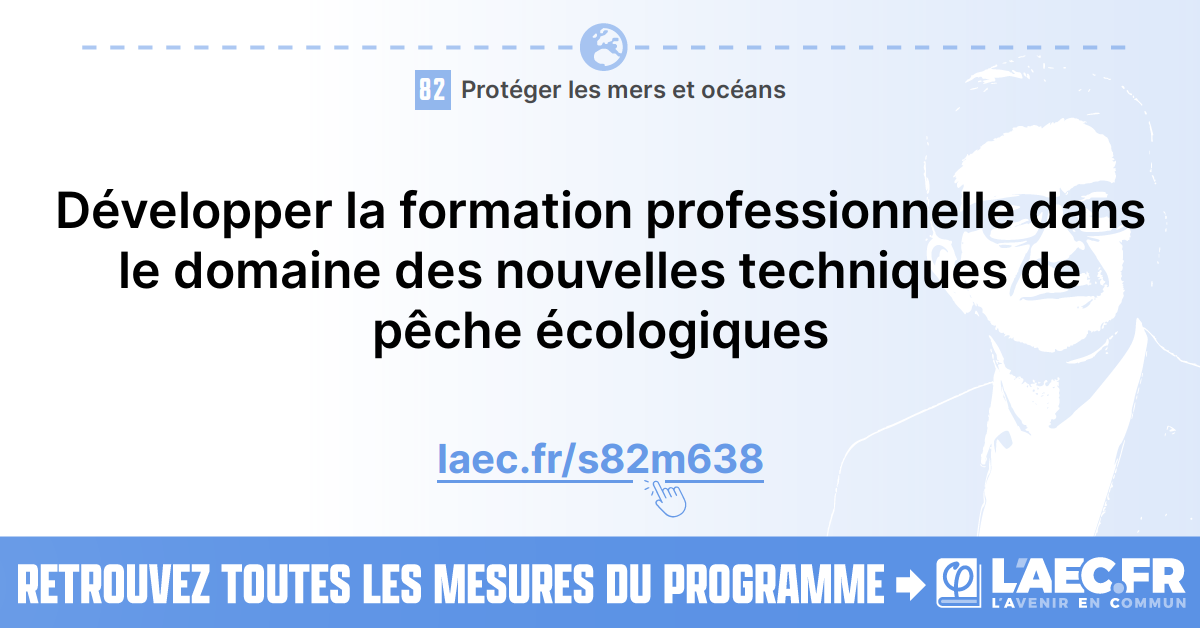 82 Protéger les mers et océans
Développer la formation professionnelle dans
le domaine des nouvelles techniques de
pêche écologiques
laec.fr/s82m638
RETROUVEZ TOUTES LES MESURES DU PROGRAMME
φ L'AEC.FR
L'AVENIR EN COMMUN